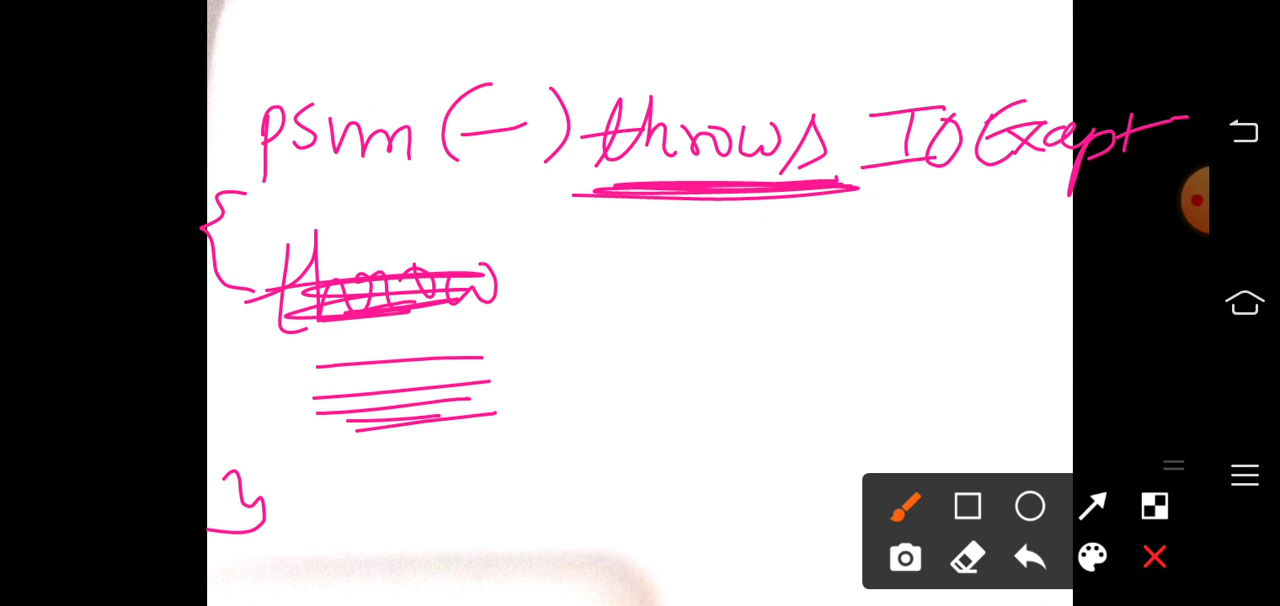 psvm (—) throws IOExcept
{
}